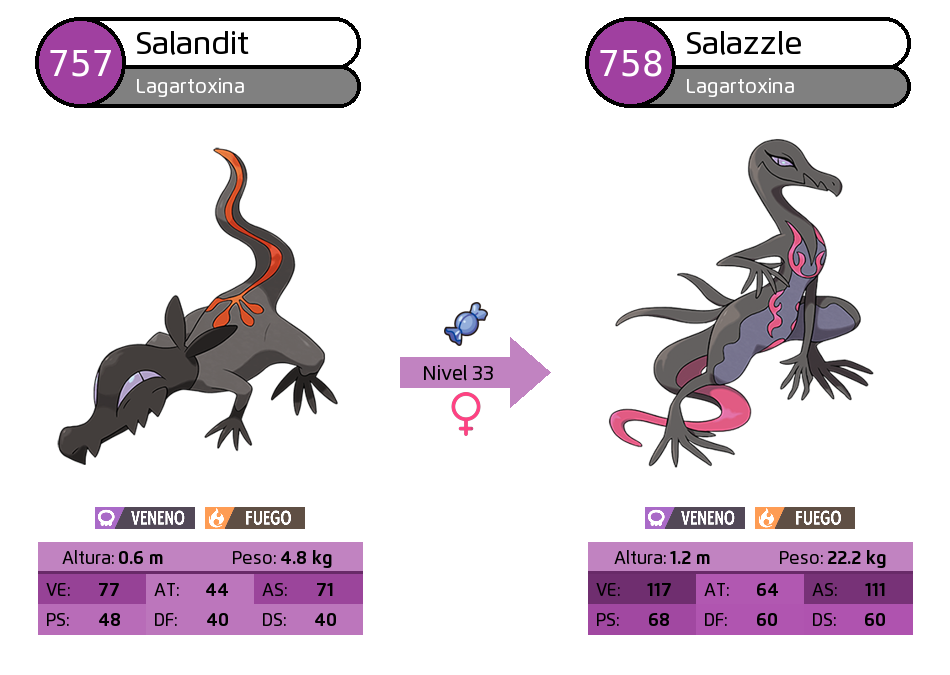 757
Salandit
Lagartoxina
758
Salazzle
Lagartoxina
Nivel 33
VENENO FUEGO
Altura: 0.6 m Peso: 4.8 kg
VE: 77 AT: 44 AS: 71
PS: 48 DF: 40 DS: 40
VENENO FUEGO
Altura: 1.2 m Peso: 22.2 kg
VE: 117 AT: 64 AS: 111
PS: 68 DF: 60 DS: 60